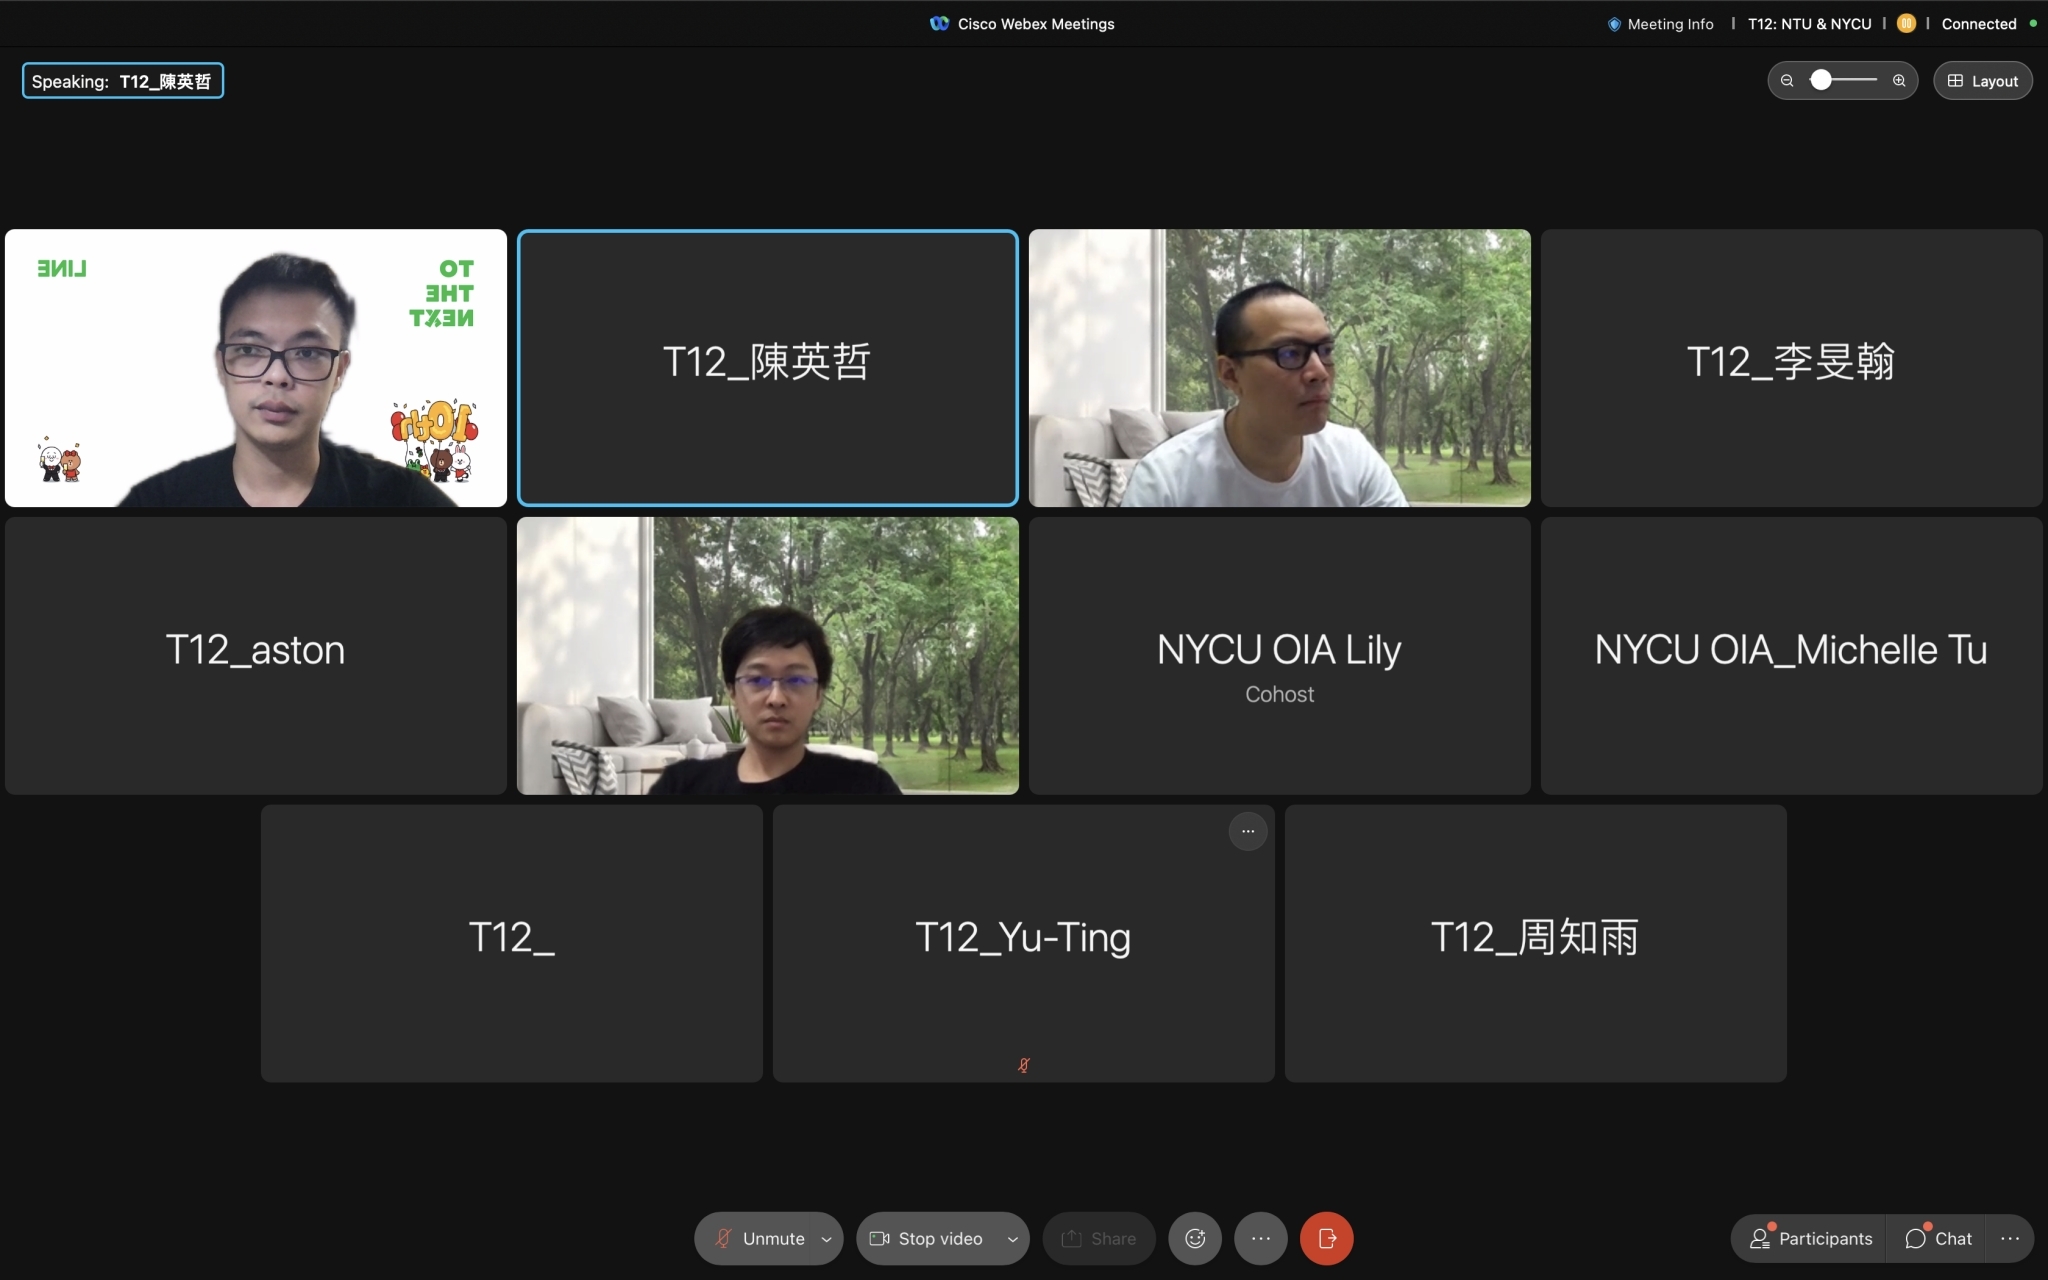 Cisco Webex Meetings
Meeting Info
T12: NTU & NYCU
Connected
Speaking: T12_陳英哲
Layout
LINE
TO
THE
NEXT
10th
T12_陳英哲
T12_李旻翰
T12_aston
NYCU OIA Lily
Cohost
NYCU OIA_Michelle Tu
T12_
T12_Yu-Ting
T12_周知雨
Unmute
Stop video
Share
Participants
Chat